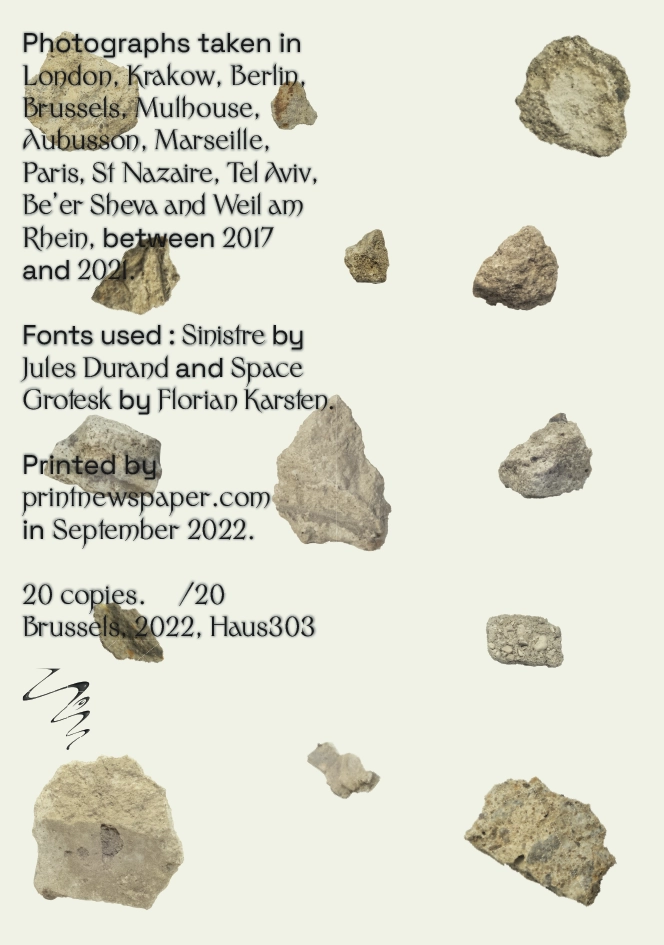 Photographs taken in
London, Krakow, Berlin,
Brussels, Mulhouse,
Aubusson, Marseille,
Paris, St Nazaire, Tel Aviv,
Be'er Sheva and Weil am
Rhein, between 2017
and 2021.
Fonts used : Sinistre by
Jules Durand and Space
Grotesk by Florian Karsten.
Printed by
printnewspaper.com
in September 2022.
20 copies. /20
Brussels, 2022, Haus303